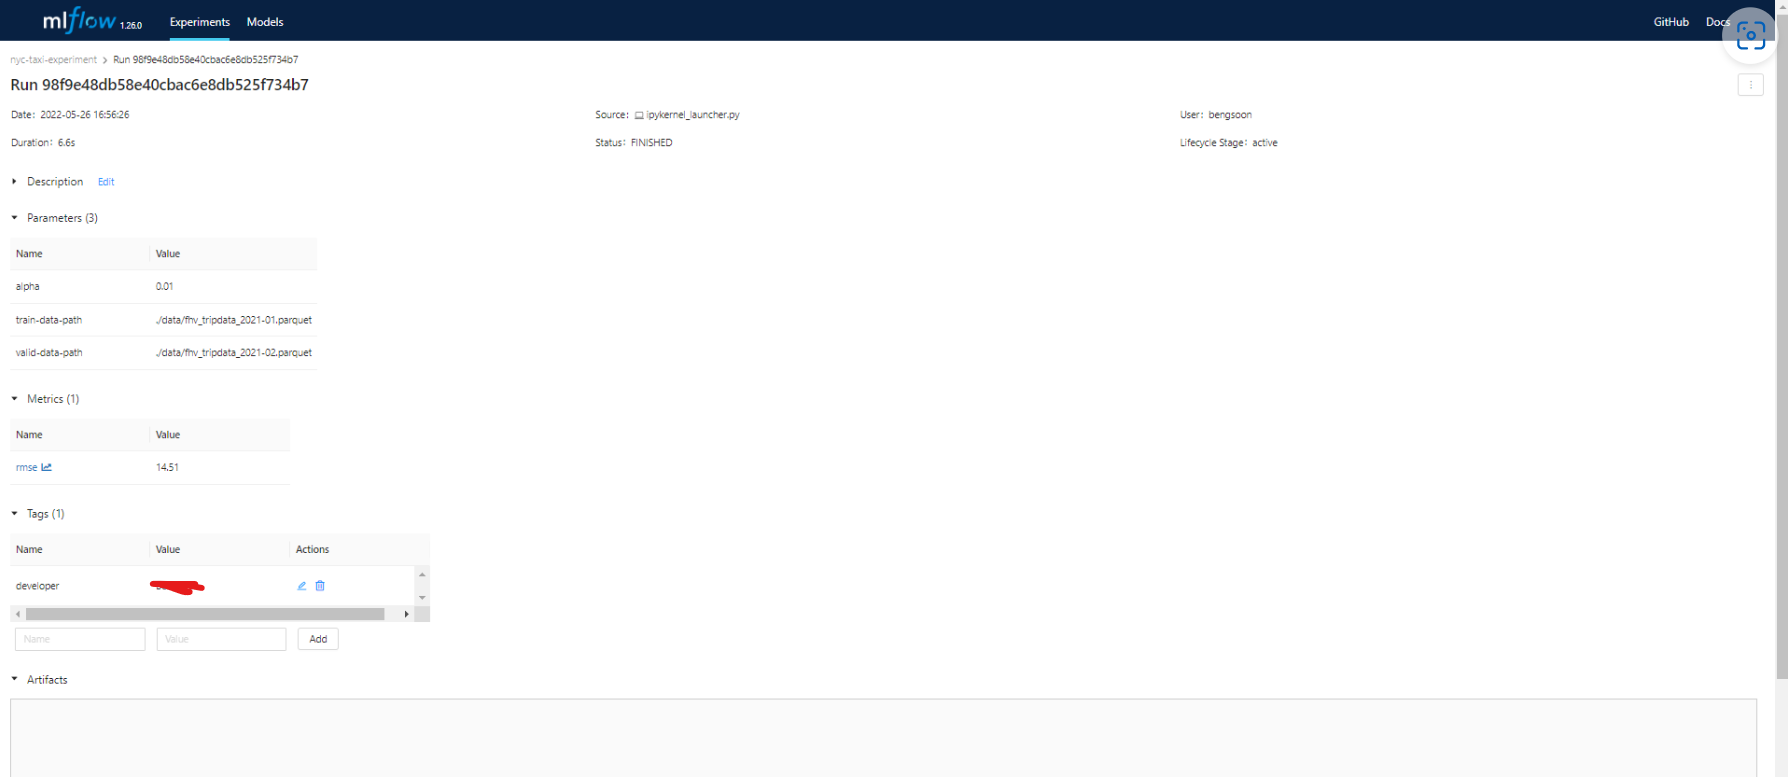 mlflow 1.26.0 Experiments Models GitHub Docs
nyc-taxi-experiment > Run 98f9e48db58e40cbac6e8db525f734b7
Run 98f9e48db58e40cbac6e8db525f734b7
Date: 2022-05-26 16:56:26 Source: ipykernel_launcher.py User: bengsoon
Duration: 6.6s Status: FINISHED Lifecycle Stage: active
Description Edit
Parameters (3)
Name Value
alpha 0.01
train-data-path ./data/fhv_tripdata_2021-01.parquet
valid-data-path ./data/fhv_tripdata_2021-02.parquet
Metrics (1)
Name Value
rmse 14.51
Tags (1)
Name Value Actions
developer
Name Value Add
Artifacts